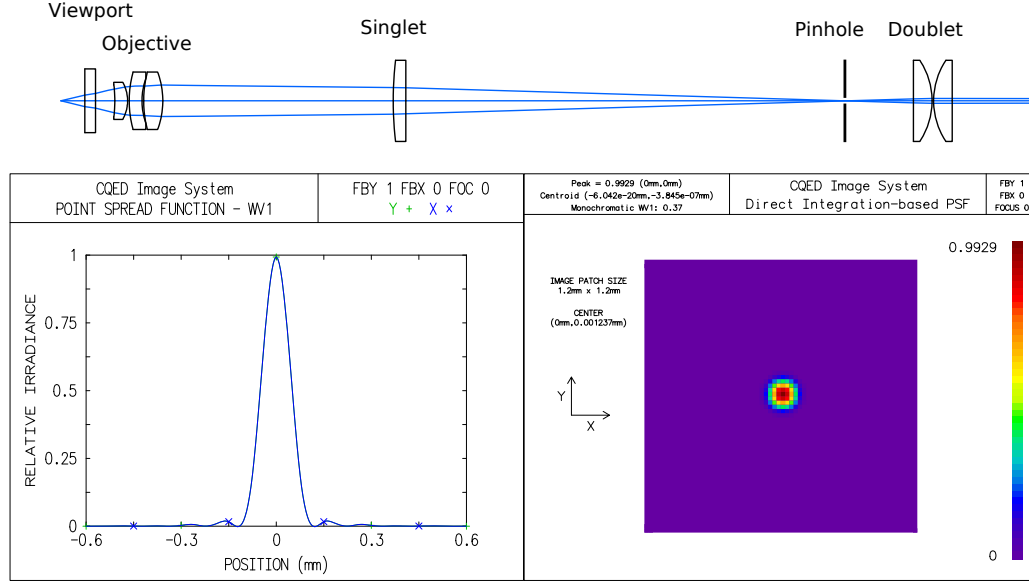 Viewport
Objective
Singlet
Pinhole
Doublet
CQED Image System
POINT SPREAD FUNCTION - WV1
FBY 1 FBX 0 FOC 0
Y + X ×
RELATIVE IRRADIANCE
1
0.75
0.5
0.25
0
-0.6
-0.3
0
0.3
0.6
POSITION (mm)
Peak = 0.9929 (0mm,0mm)
Centroid (-6.042e-20mm,-3.845e-07mm)
Monochromatic WV1: 0.37
CQED Image System
Direct Integration-based PSF
FBY 1
FBX 0
FOCUS 0
IMAGE PATCH SIZE
1.2mm x 1.2mm
CENTER
(0mm,0.001237mm)
Y
X
0.9929
0